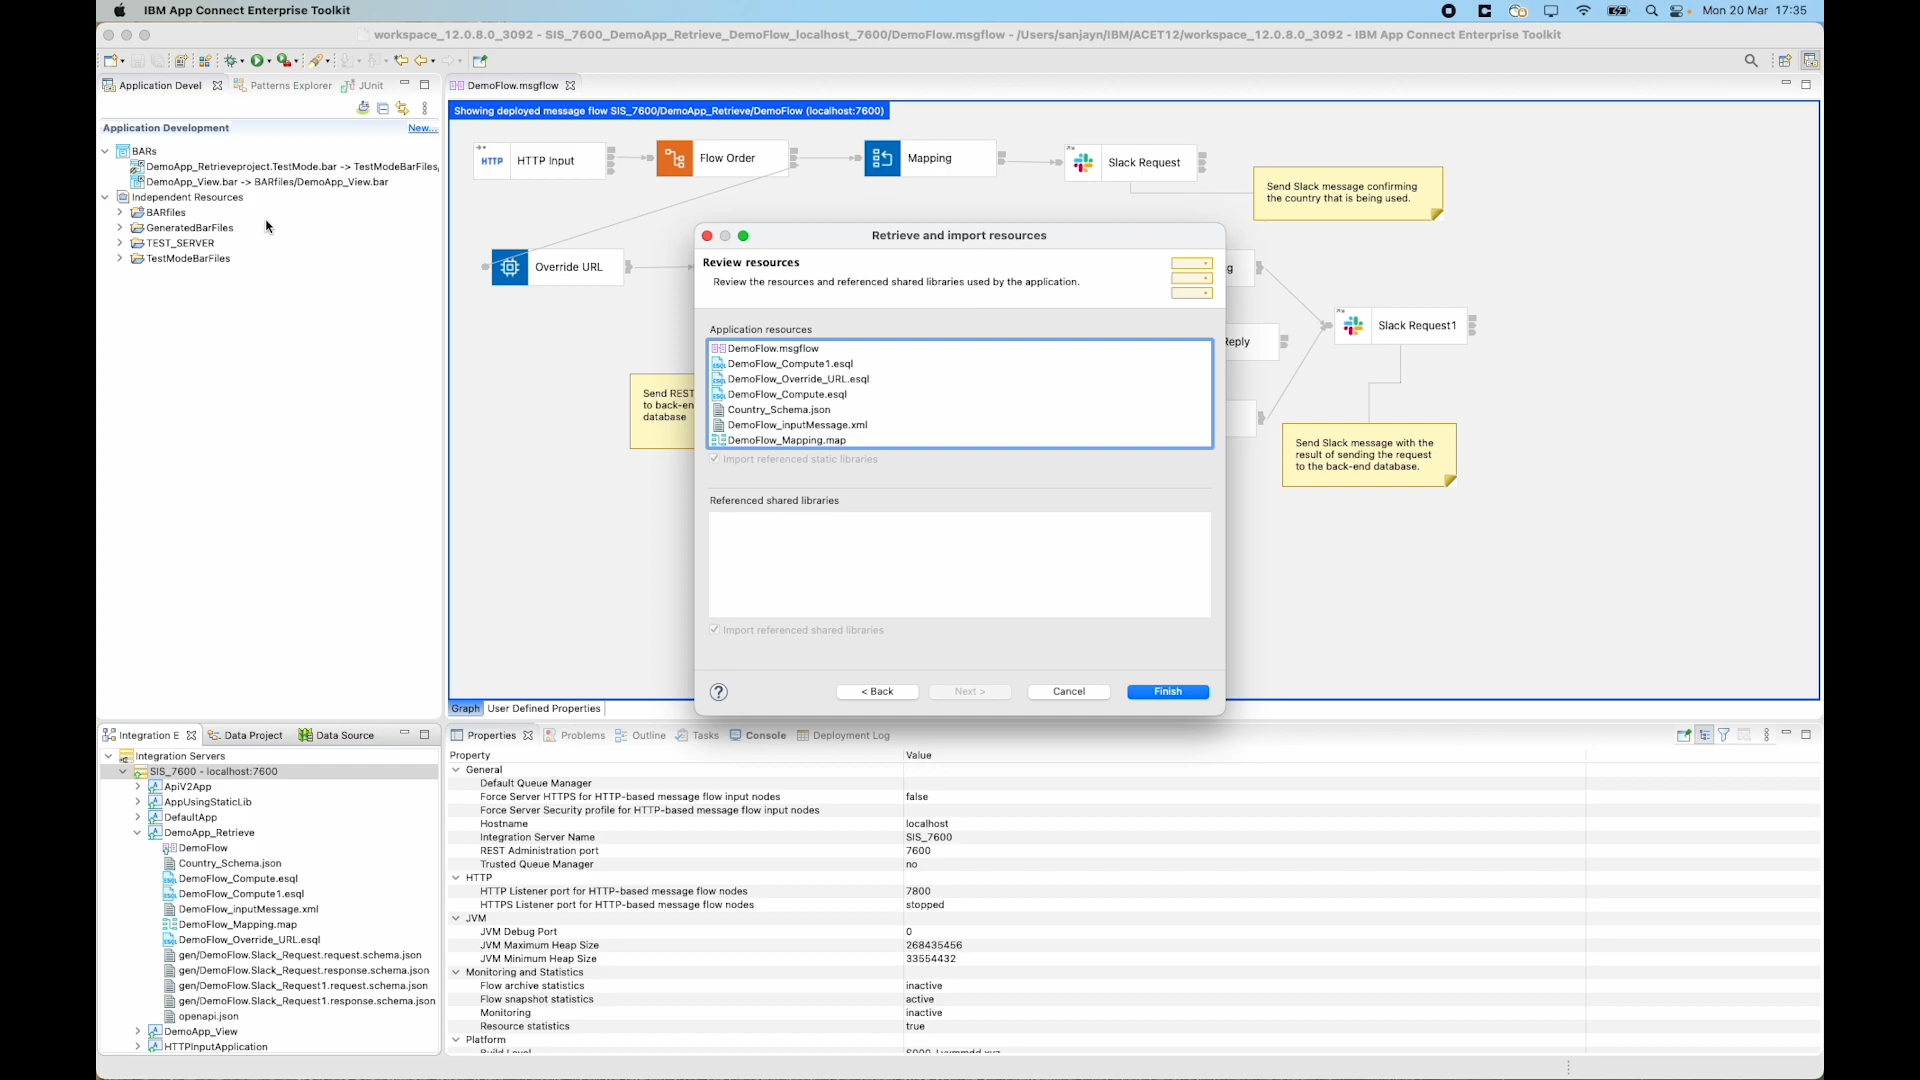 IBM App Connect Enterprise Toolkit
Mon 20 Mar 17:35
workspace_12.0.8.0_3092 - SIS_7600_DemoApp_Retrieve_DemoFlow_localhost_7600/DemoFlow.msgflow - /Users/sanjayn/IBM/ACET12/workspace_12.0.8.0_3092 - IBM App Connect Enterprise Toolkit
Application Devel
Patterns Explorer
JUnit
DemoFlow.msgflow
Application Development
New...
BARs
DemoApp_Retrieveproject.TestMode.bar -> TestModeBarFiles,
DemoApp_View.bar -> BARfiles/DemoApp_View.bar
Independent Resources
BARfiles
GeneratedBarFiles
TEST_SERVER
TestModeBarFiles
Showing deployed message flow SIS_7600/DemoApp_Retrieve/DemoFlow (localhost:7600)
HTTP
HTTP Input
Flow Order
Mapping
Slack Request
Send Slack message confirming
the country that is being used.
Override URL
g
Reply
Slack Request1
Send REST
to back-en
database
Send Slack message with the
result of sending the request
to the back-end database.
Retrieve and import resources
Review resources
Review the resources and referenced shared libraries used by the application.
Application resources
DemoFlow.msgflow
DemoFlow_Compute1.esql
DemoFlow_Override_URL.esql
DemoFlow_Compute.esql
Country_Schema.json
DemoFlow_inputMessage.xml
DemoFlow_Mapping.map
Import referenced static libraries
Referenced shared libraries
Import referenced shared libraries
?
< Back
Next >
Cancel
Finish
Graph
User Defined Properties
Integration E
Data Project
Data Source
Integration Servers
SIS_7600 - localhost:7600
ApiV2App
AppUsingStaticLib
DefaultApp
DemoApp_Retrieve
DemoFlow
Country_Schema.json
DemoFlow_Compute.esql
DemoFlow_Compute1.esql
DemoFlow_inputMessage.xml
DemoFlow_Mapping.map
DemoFlow_Override_URL.esql
gen/DemoFlow.Slack_Request.request.schema.json
gen/DemoFlow.Slack_Request.response.schema.json
gen/DemoFlow.Slack_Request1.request.schema.json
gen/DemoFlow.Slack_Request1.response.schema.json
openapi.json
DemoApp_View
HTTPInputApplication
Properties
Problems
Outline
Tasks
Console
Deployment Log
Property Value
General
Default Queue Manager
Force Server HTTPS for HTTP-based message flow input nodes false
Force Server Security profile for HTTP-based message flow input nodes
Hostname localhost
Integration Server Name SIS_7600
REST Administration port 7600
Trusted Queue Manager no
HTTP
HTTP Listener port for HTTP-based message flow nodes 7800
HTTPS Listener port for HTTP-based message flow nodes stopped
JVM
JVM Debug Port 0
JVM Maximum Heap Size 268435456
JVM Minimum Heap Size 33554432
Monitoring and Statistics
Flow archive statistics inactive
Flow snapshot statistics active
Monitoring inactive
Resource statistics true
Platform